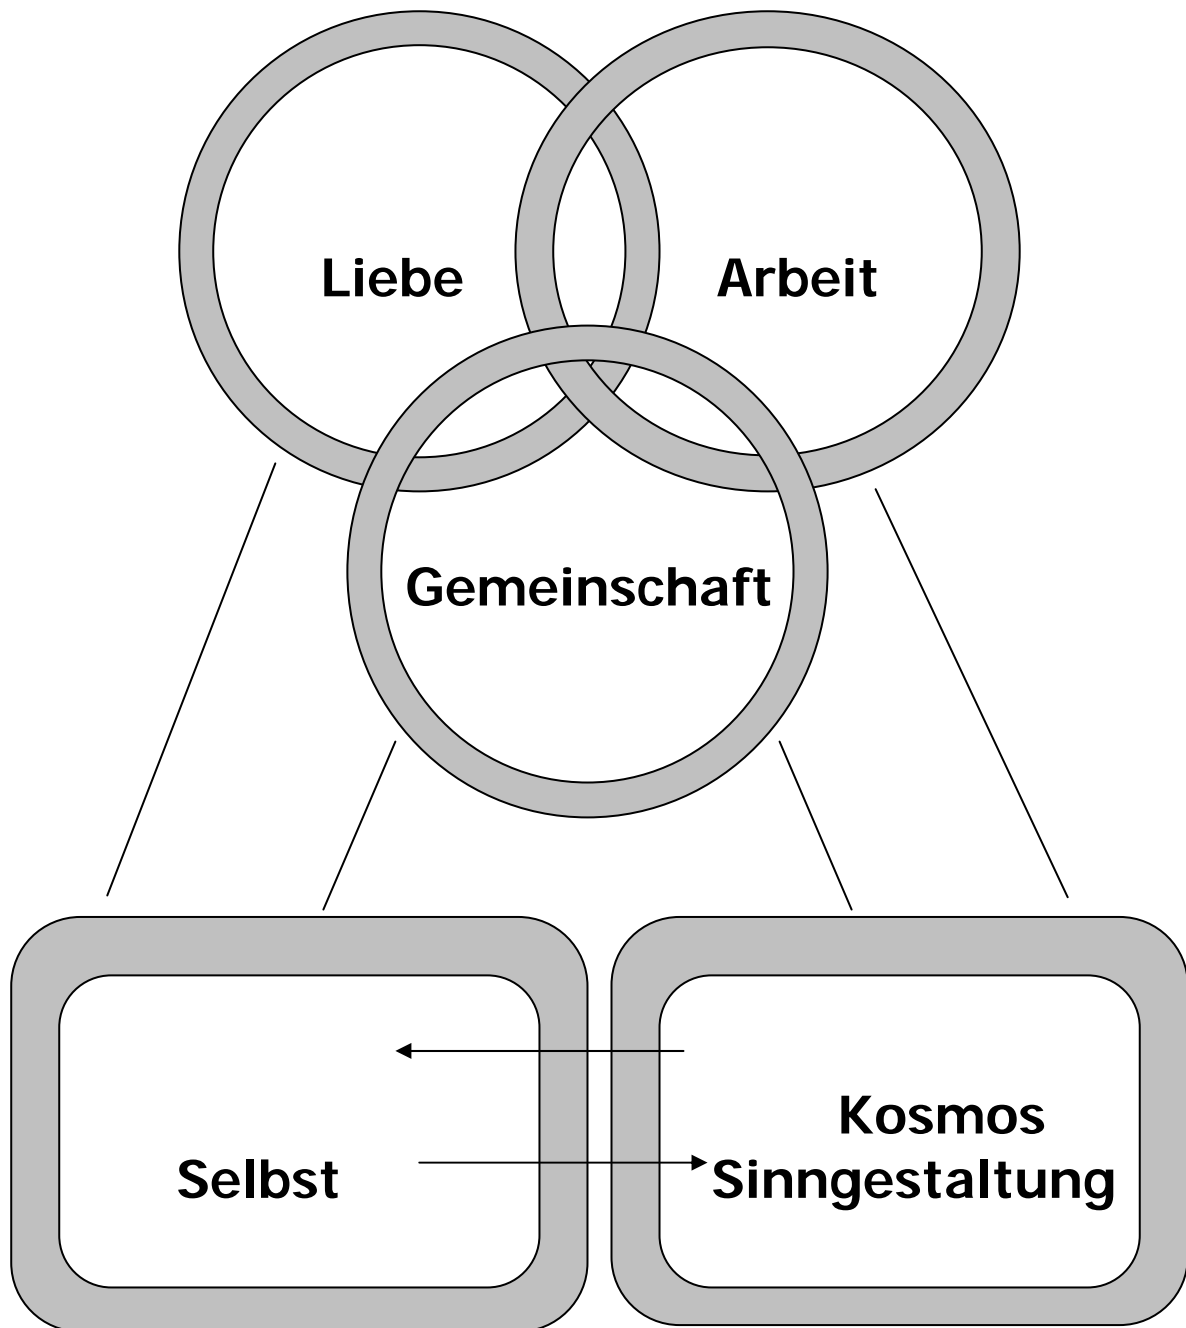 Liebe
Arbeit
Gemeinschaft
Selbst
Kosmos
Sinngestaltung